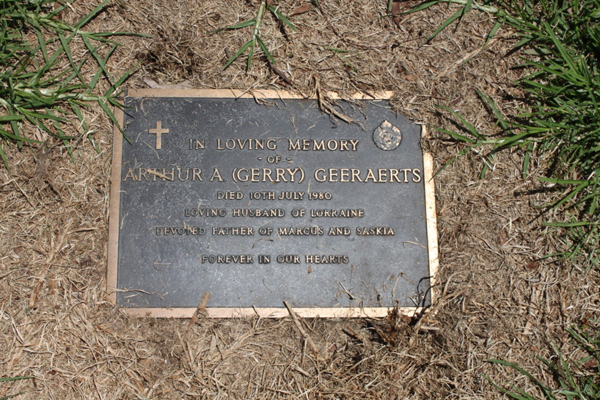 IN LOVING MEMORY
- OF -
ARTHUR A. (GERRY) GEERAERTS
DIED 10TH JULY 1980
LOVING HUSBAND OF LORRAINE
DEVOTED FATHER OF MARCUS AND SASKIA
FOREVER IN OUR HEARTS